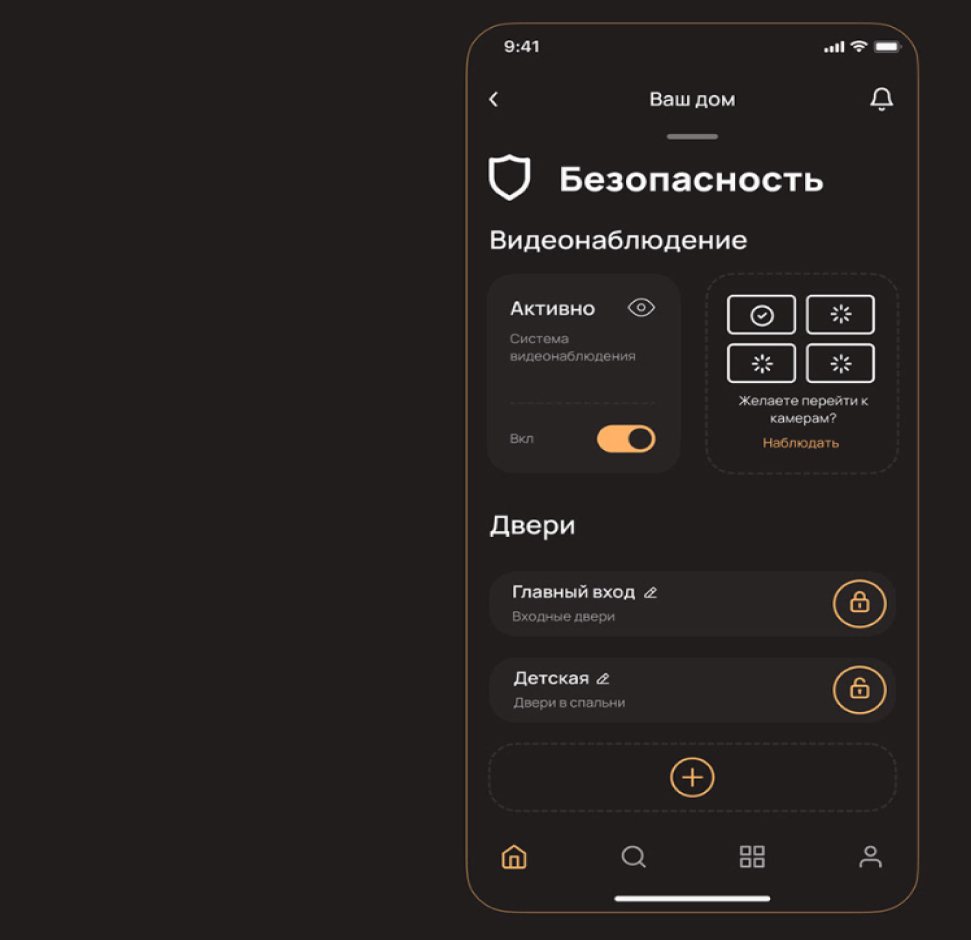 9:41
Ваш дом
Безопасность
Видеонаблюдение
Активно
Система
видеонаблюдения
Вкл
Желаете перейти к
камерам?
Наблюдать
Двери
Главный вход
Входные двери
Детская
Двери в спальни